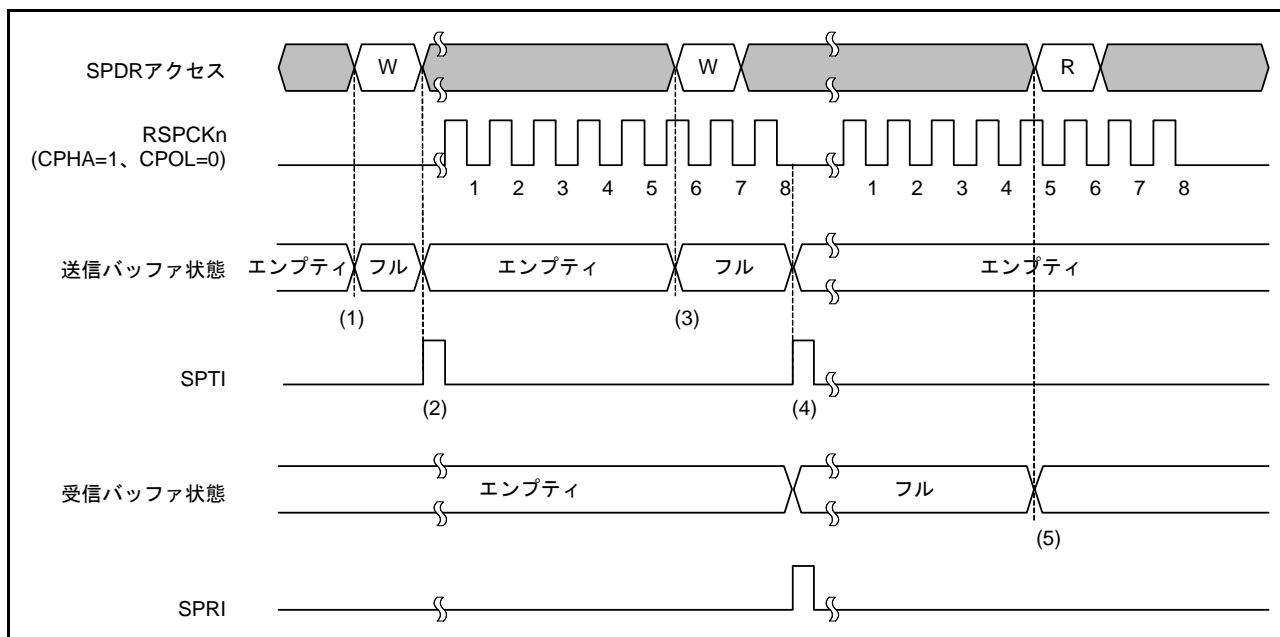 SPDRアクセス
W
W
R
RSPCKn
(CPHA=1、CPOL=0)
1 2 3 4 5 6 7 8 1 2 3 4 5 6 7 8
送信バッファ状態
エンプティ
フル
エンプティ
フル
エンプティ
(1)
(3)
SPTI
(2)
(4)
受信バッファ状態
エンプティ
フル
(5)
SPRI